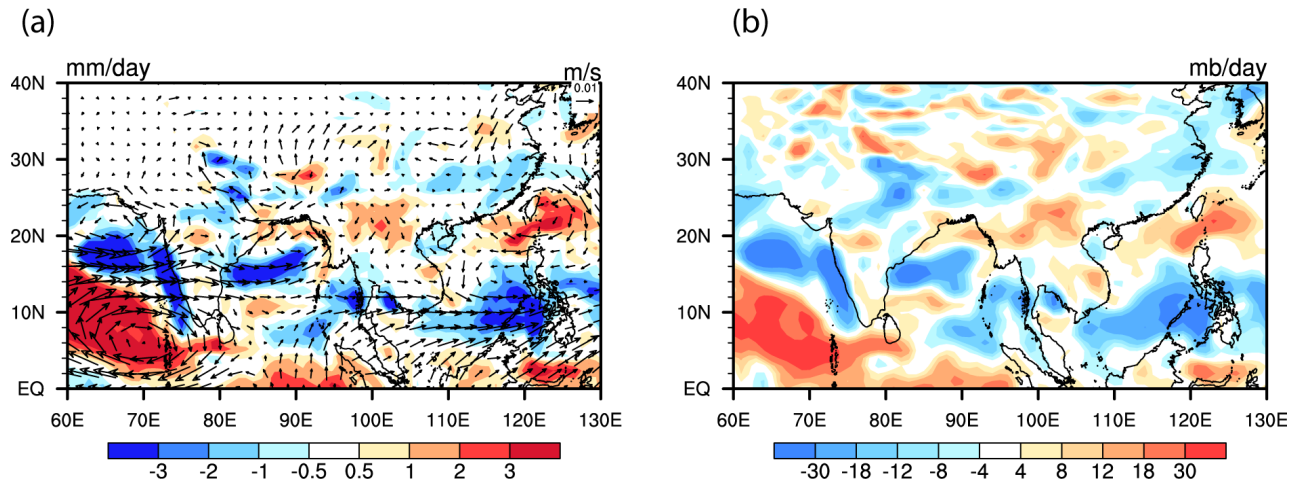 (a) (b)
mm/day m/s mb/day
0.01
40N 40N
30N 30N
20N 20N
10N 10N
EQ EQ
60E 70E 80E 90E 100E 110E 120E 130E 60E 70E 80E 90E 100E 110E 120E 130E
-3 -2 -1 -0.5 0.5 1 2 3 -30 -18 -12 -8 -4 4 8 12 18 30